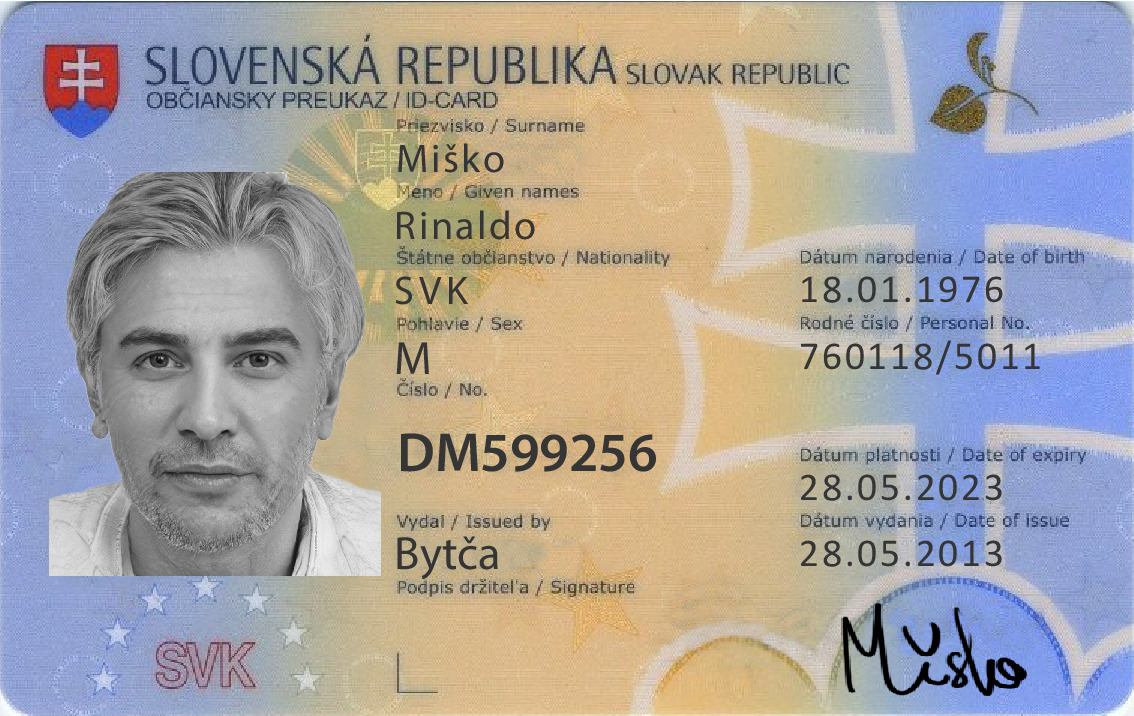 SLOVENSKÁ REPUBLIKA SLOVAK REPUBLIC
OBČIANSKY PREUKAZ / ID-CARD
Priezvisko / Surname
Miško
Meno / Given names
Rinaldo
Štátne občianstvo / Nationality
SVK
Pohlavie / Sex
M
Číslo / No.
DM599256
Dátum narodenia / Date of birth
18.01.1976
Rodné číslo / Personal No.
760118/5011
Dátum platnosti / Date of expiry
28.05.2023
Dátum vydania / Date of issue
28.05.2013
Vydal / Issued by
Bytča
Podpis držiteľa / Signature
Miško
SVK